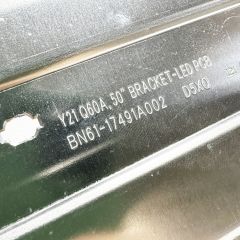 Y21 Q60A, 50" BRACKET-LED PCB
BN61-17491A002 D5X0